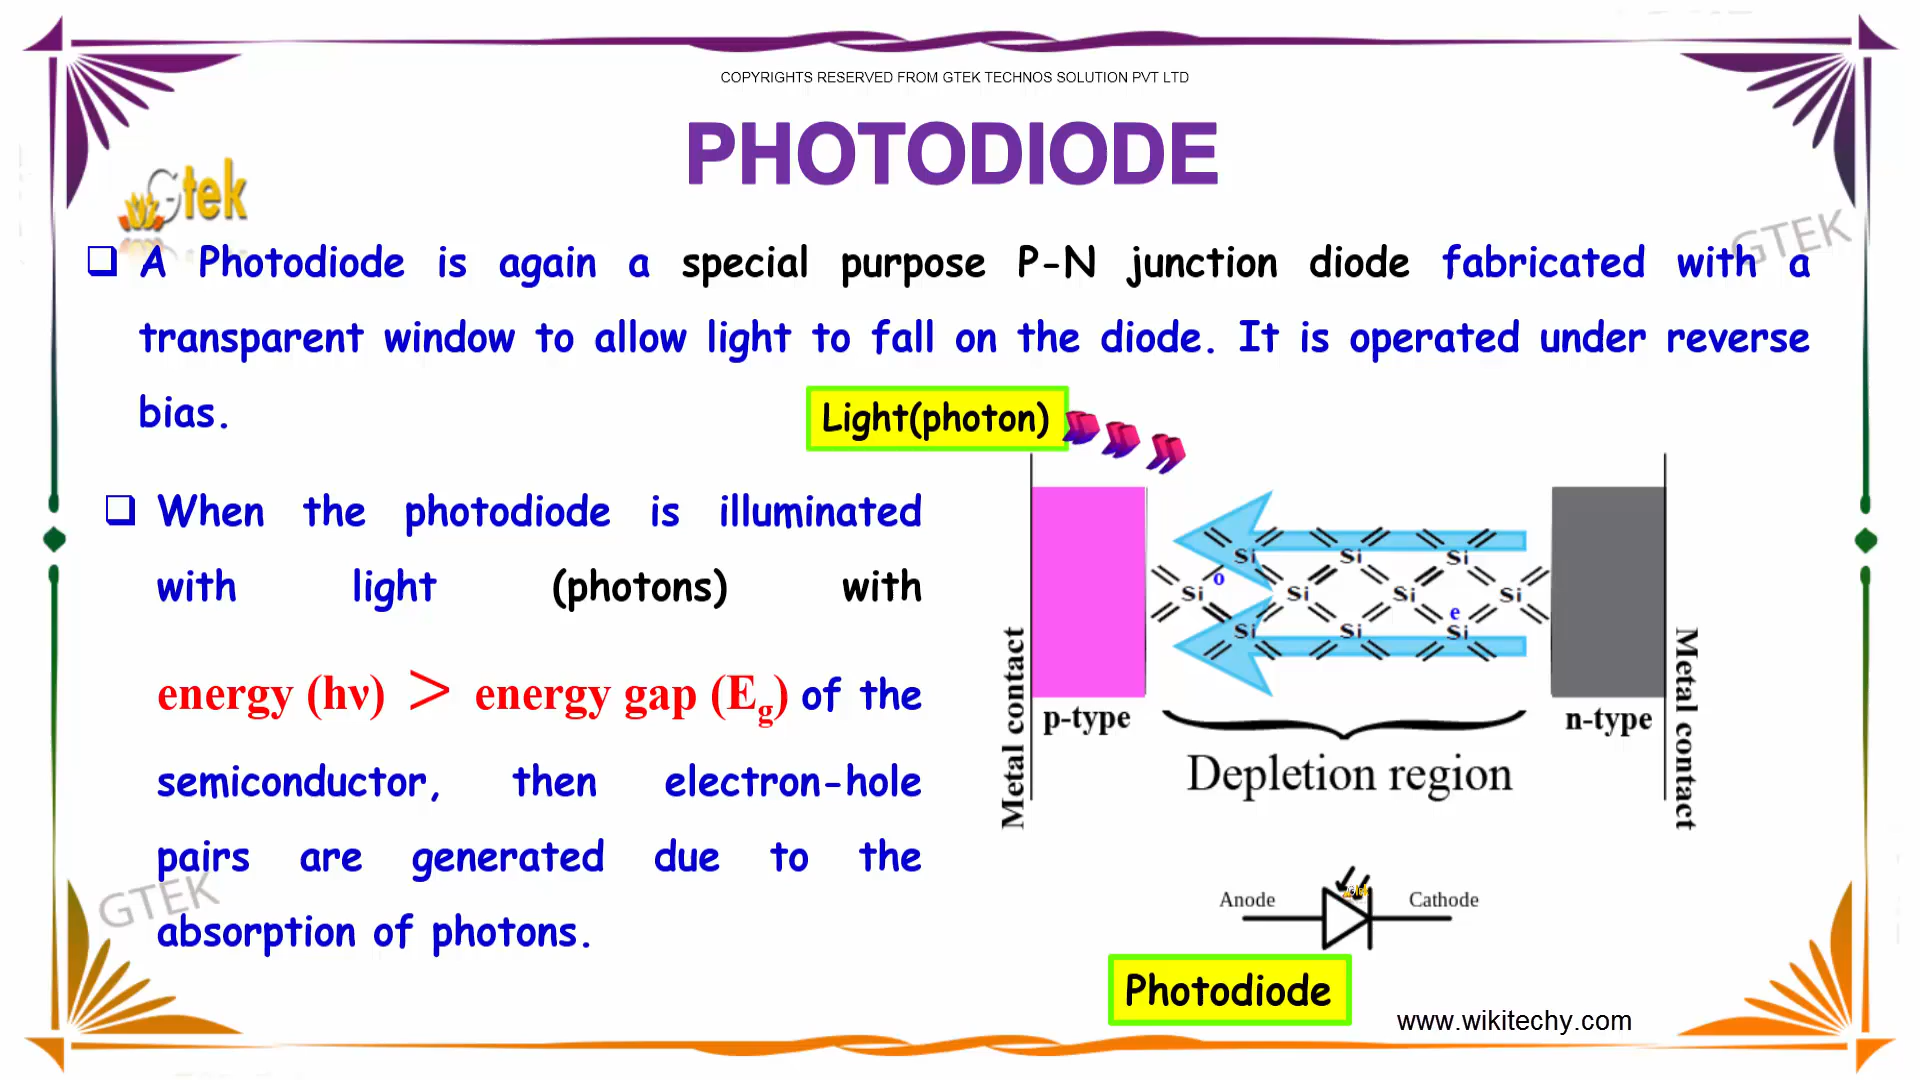 COPYRIGHTS RESERVED FROM GTEK TECHNOS SOLUTION PVT LTD
PHOTODIODE
Gtek
GTEK
A Photodiode is again a special purpose P-N junction diode fabricated with a
transparent window to allow light to fall on the diode. It is operated under reverse
bias.
Light(photon)
When the photodiode is illuminated
with light (photons) with
energy (hν) > energy gap (Eg) of the
semiconductor, then electron-hole
pairs are generated due to the
absorption of photons.
GTEK
Si Si Si
o
Si Si Si Si
e
Si Si Si
Metal contact
p-type
n-type
Metal contact
Depletion region
Anode
Cathode
Photodiode
www.wikitechy.com